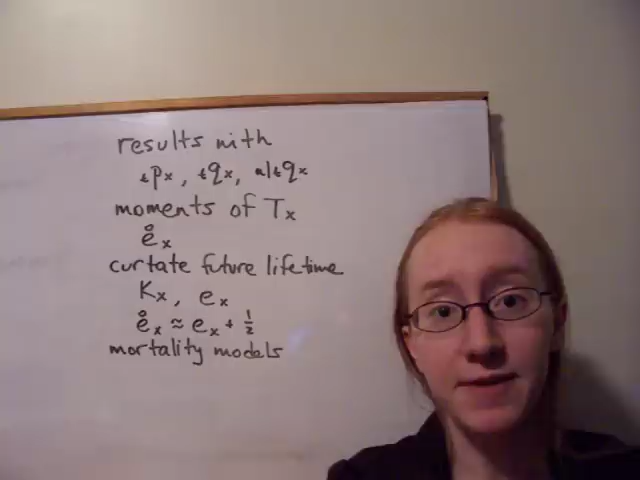 results with
ₜpₓ, ₜqₓ, ₐ|ₜqₓ
moments of Tₓ
e̊ₓ
curtate future lifetime
Kₓ, eₓ
e̊ₓ ≈ eₓ + ½
mortality models